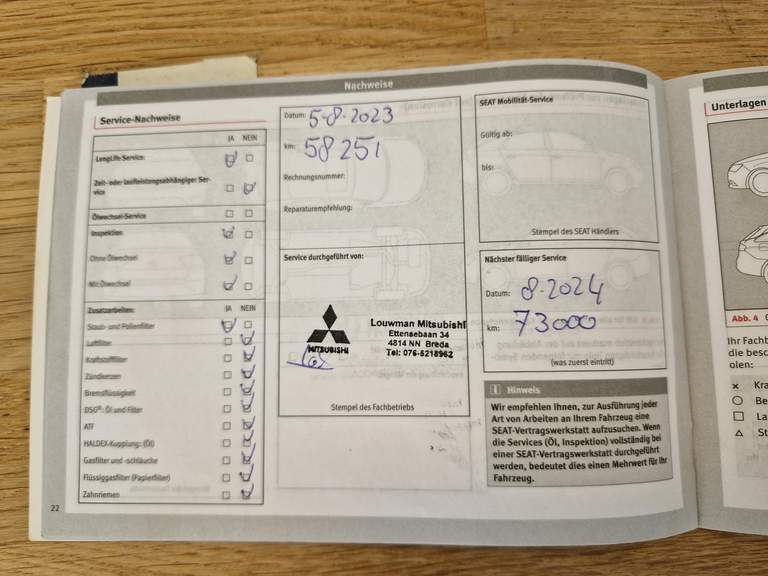 Nachweise
Service-Nachweise
JA NEIN
LongLife-Service:
Zeit- oder laufleistungsabhängiger Ser-
vice
Ölwechsel-Service
Inspektion
Ohne Ölwechsel
Mit Ölwechsel
Zusatzarbeiten: JA NEIN
Staub- und Pollenfilter
Luftfilter
Kraftstofffilter
Zündkerzen
Bremsflüssigkeit
DSG®: Öl und Filter
ATF
HALDEX-Kupplung: (Öl)
Gasfilter und -schläuche
Flüssiggasfilter (Papierfilter)
Zahnriemen
22
Datum: 5-8-2023
km: 58251
Rechnungsnummer:
Reparaturempfehlung:
Service durchgeführt von:
MITSUBISHI
Louwman Mitsubishi
Ettensebaan 34
4814 NN Breda
Tel: 076-5218962
Stempel des Fachbetriebs
SEAT Mobilität-Service
Gültig ab:
bis:
Stempel des SEAT Händlers
Nächster fälliger Service
Datum: 8-2024
km: 73000
(was zuerst eintritt)
i Hinweis
Wir empfehlen Ihnen, zur Ausführung jeder
Art von Arbeiten an Ihrem Fahrzeug eine
SEAT-Vertragswerkstatt aufzusuchen. Wenn
die Services (Öl, Inspektion) vollständig bei
einer SEAT-Vertragswerkstatt durchgeführt
werden, bedeutet dies einen Mehrwert für Ihr
Fahrzeug.
Unterlagen
Abb. 4
Ihr Fachb
die besc
olen:
× Kra
Be
La
St